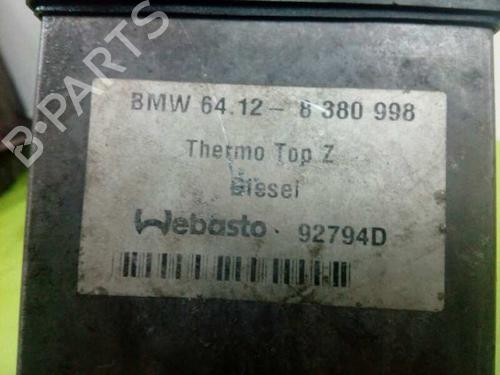 B-PARTS
BMW 64.12 - 8 380 998
Thermo Top Z
Diesel
Webasto 92794D